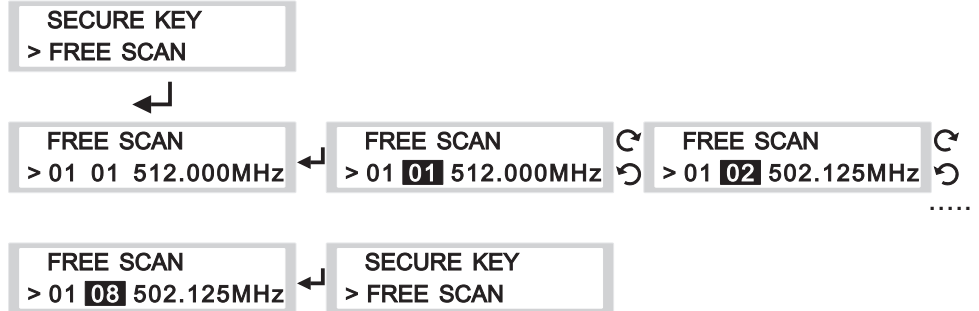 SECURE KEY
> FREE SCAN
FREE SCAN
> 01 01 512.000MHz
FREE SCAN
> 01 01 512.000MHz
FREE SCAN
> 01 02 502.125MHz
.....
FREE SCAN
> 01 08 502.125MHz
SECURE KEY
> FREE SCAN